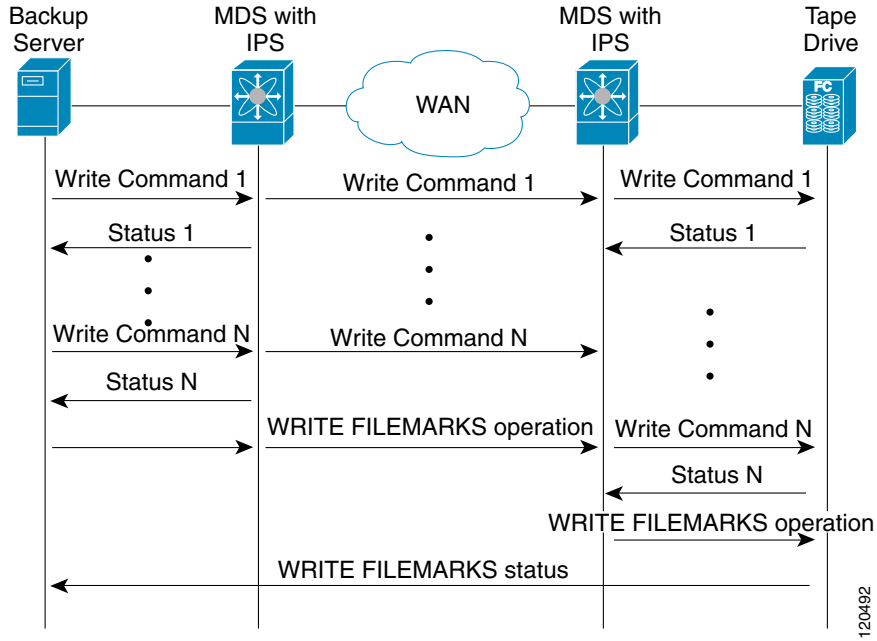 Backup
Server
MDS with
IPS
MDS with
IPS
Tape
Drive
WAN
FC
Write Command 1
Write Command 1
Write Command 1
Status 1
Status 1
Write Command N
Write Command N
Status N
WRITE FILEMARKS operation
Write Command N
Status N
WRITE FILEMARKS operation
WRITE FILEMARKS status
120492